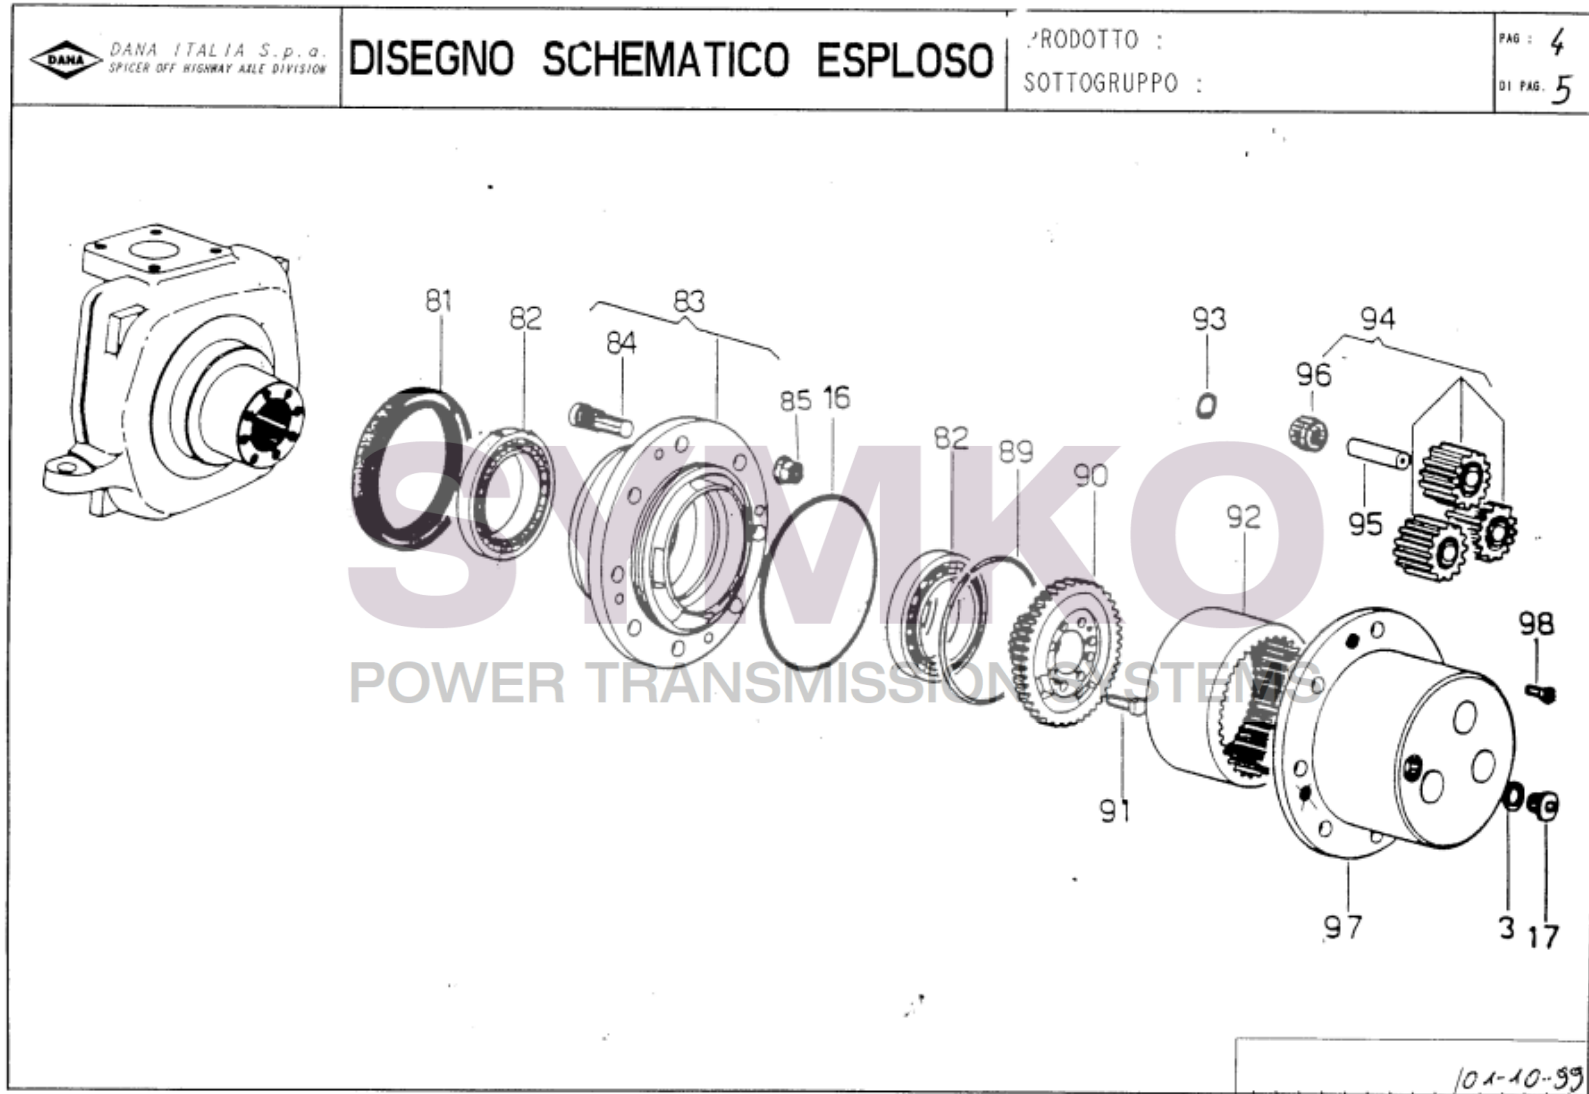 DANA
DANA ITALIA S.p.a.
SPICER OFF HIGHWAY AXLE DIVISION
DISEGNO SCHEMATICO ESPLOSO
PRODOTTO :
SOTTOGRUPPO :
PAG : 4
DI PAG. 5
81
82
83
84
85
16
82
89
90
91
92
93
94
96
95
98
97
3
17
SYMKO
POWER TRANSMISSION SYSTEMS
01-10-99